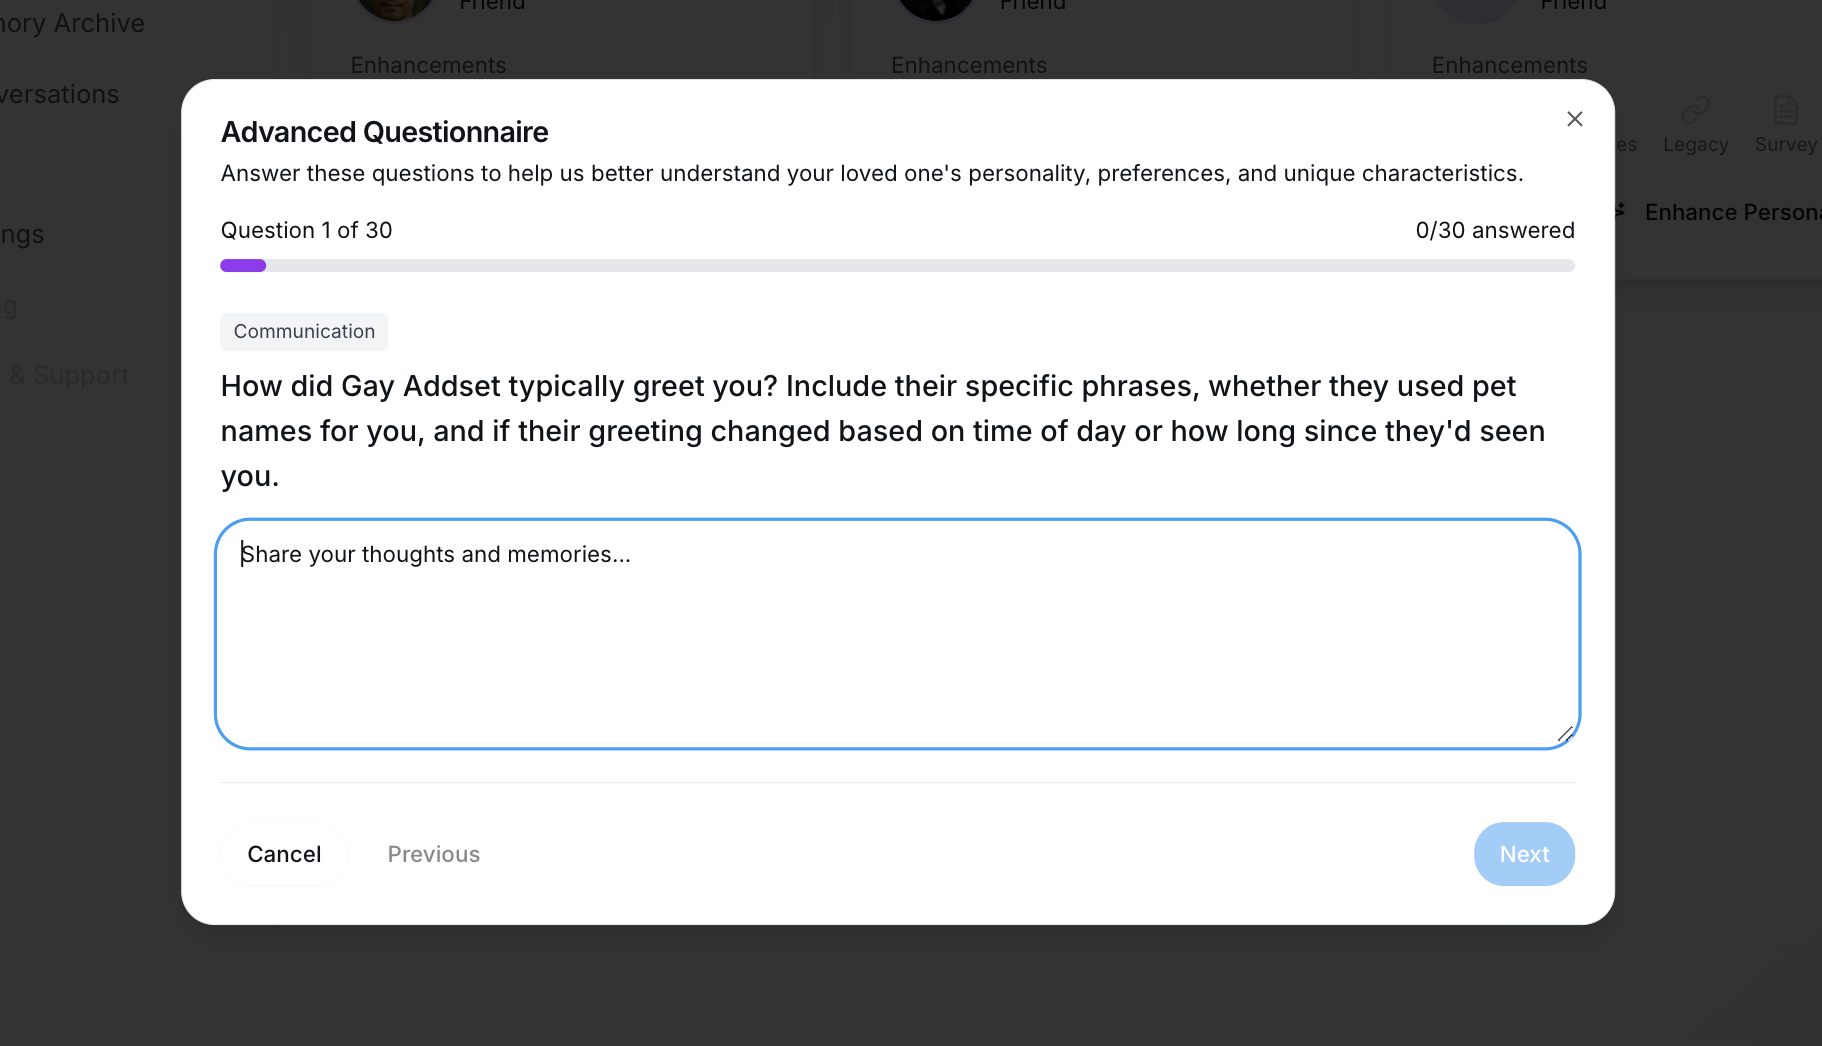 Friend
Friend
Friend
ory Archive
Enhancements
Enhancements
Enhancements
versations
Advanced Questionnaire
Answer these questions to help us better understand your loved one's personality, preferences, and unique characteristics.
es
Legacy
Survey
Enhance Persona
Question 1 of 30
0/30 answered
ngs
g
Communication
& Support
How did Gay Addset typically greet you? Include their specific phrases, whether they used pet
names for you, and if their greeting changed based on time of day or how long since they'd seen
you.
Share your thoughts and memories...
Cancel
Previous
Next